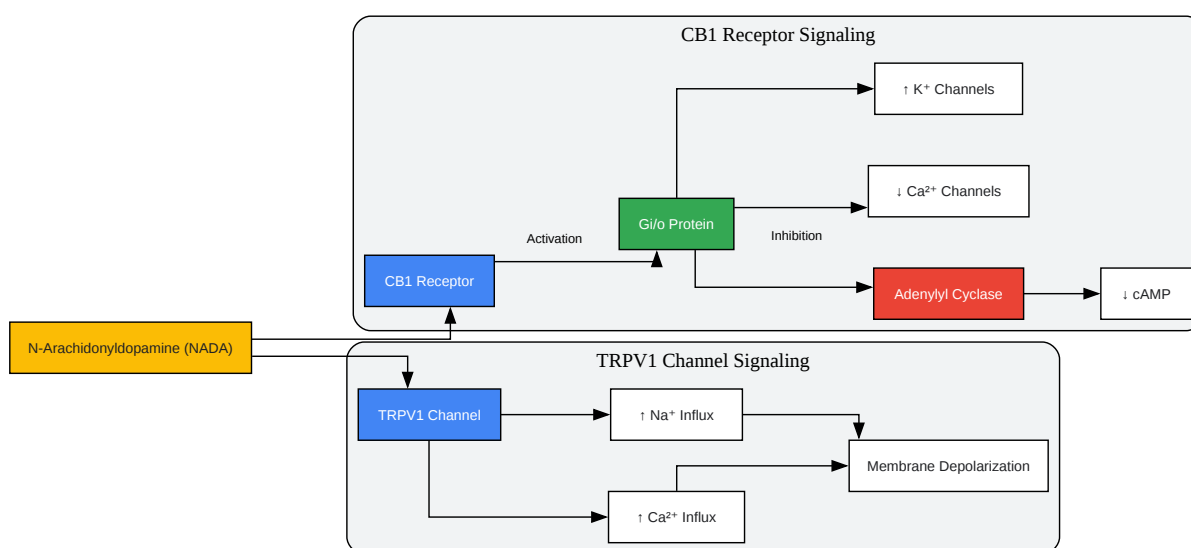 CB1 Receptor Signaling
↑ K⁺ Channels
↓ Ca²⁺ Channels
Gi/o Protein
Activation
Inhibition
CB1 Receptor
Adenylyl Cyclase
↓ cAMP
N-Arachidonyldopamine (NADA)
TRPV1 Channel Signaling
TRPV1 Channel
↑ Na⁺ Influx
Membrane Depolarization
↑ Ca²⁺ Influx